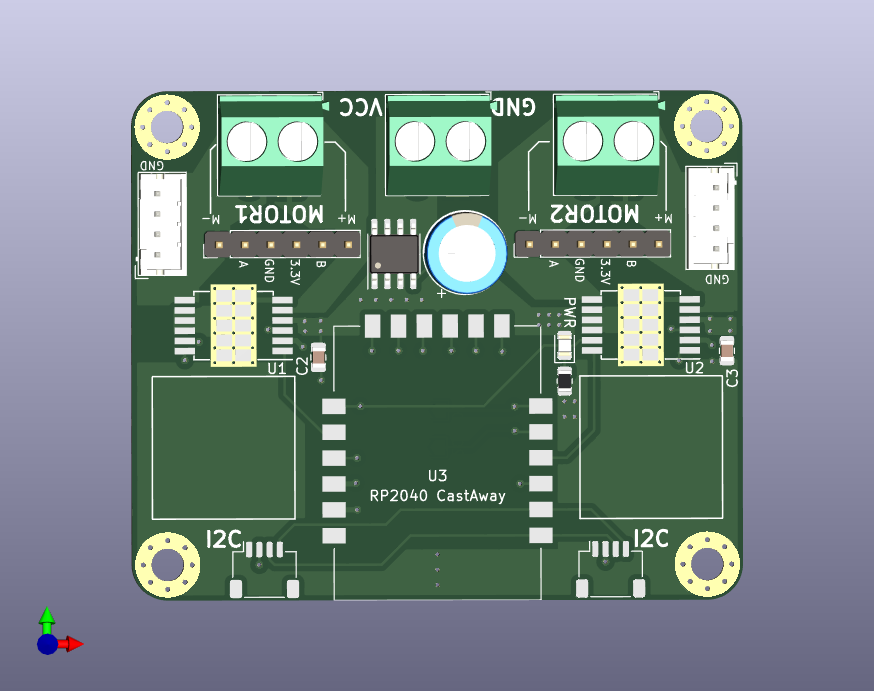 VCC
GND
GND
MOTOR1
M-
M+
MOTOR2
M-
M+
A
GND
3.3V
B
A
GND
3.3V
B
GND
+
PWR
U1
C2
U2
C3
U3
RP2040 CastAway
I2C
I2C